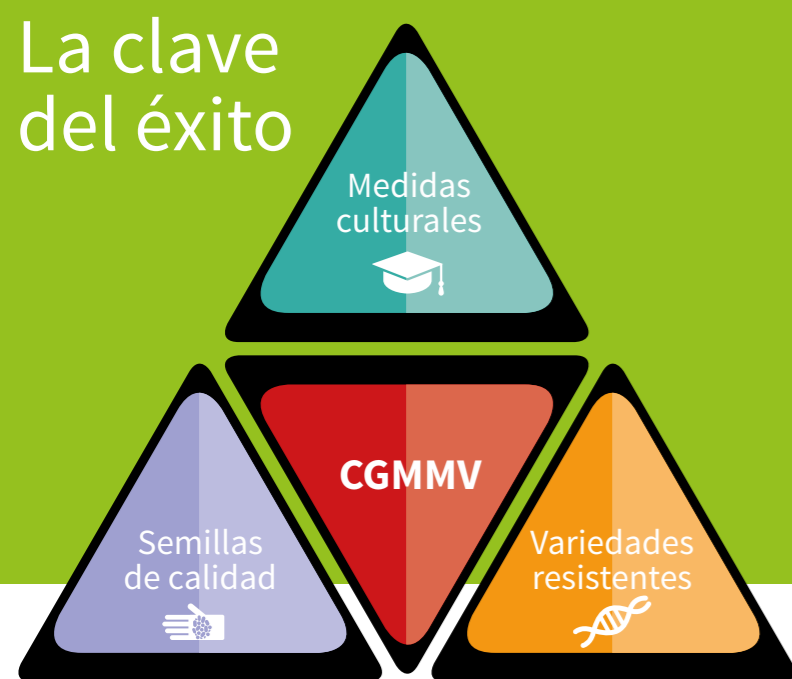 La clave
del éxito
Medidas
culturales
CGMMV
Semillas
de calidad
Variedades
resistentes